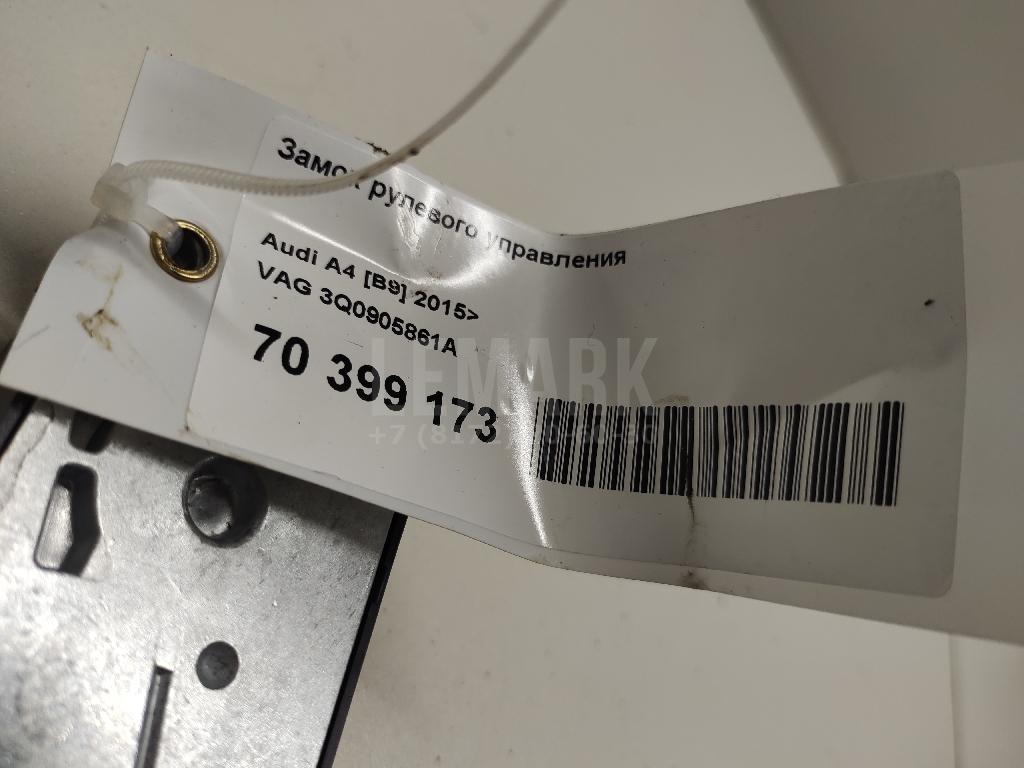 Замок рулевого управления
Audi A4 [B9] 2015>
VAG 3Q0905861A
70 399 173
LEMARK